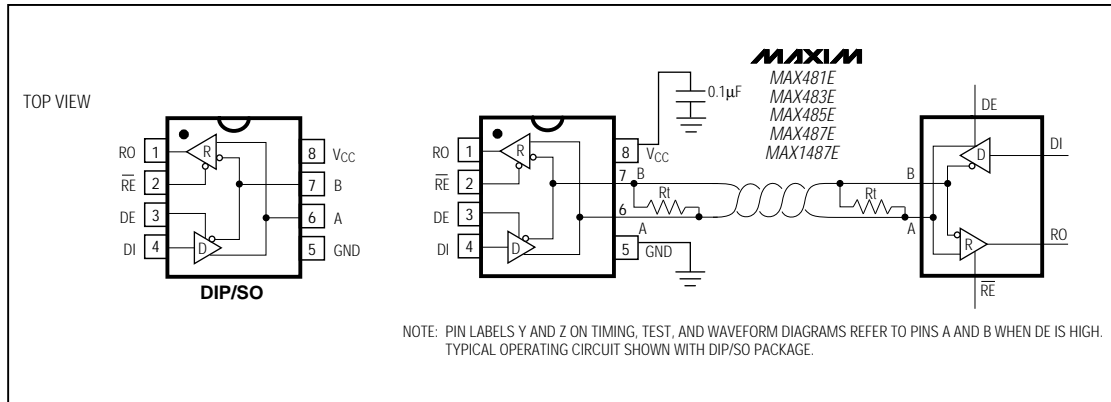 TOP VIEW
RO 1
RE 2
DE 3
DI 4
8 VCC
7 B
6 A
5 GND
R
D
DIP/SO
RO 1
RE 2
DE 3
DI 4
R
D
8
VCC
7 B
6
A
5 GND
0.1μF
MAXIM
MAX481E
MAX483E
MAX485E
MAX487E
MAX1487E
Rt
Rt
DE
D
DI
B
A
R
RO
RE
NOTE: PIN LABELS Y AND Z ON TIMING, TEST, AND WAVEFORM DIAGRAMS REFER TO PINS A AND B WHEN DE IS HIGH.
TYPICAL OPERATING CIRCUIT SHOWN WITH DIP/SO PACKAGE.